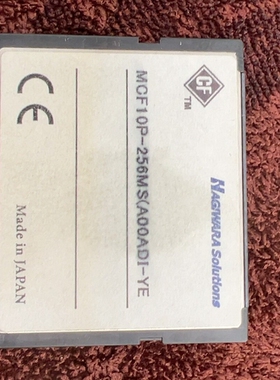 CF
TM
HAGIWARA Solutions
MCF10P-256MS(A00ADI-YE
CE
Made in JAPAN